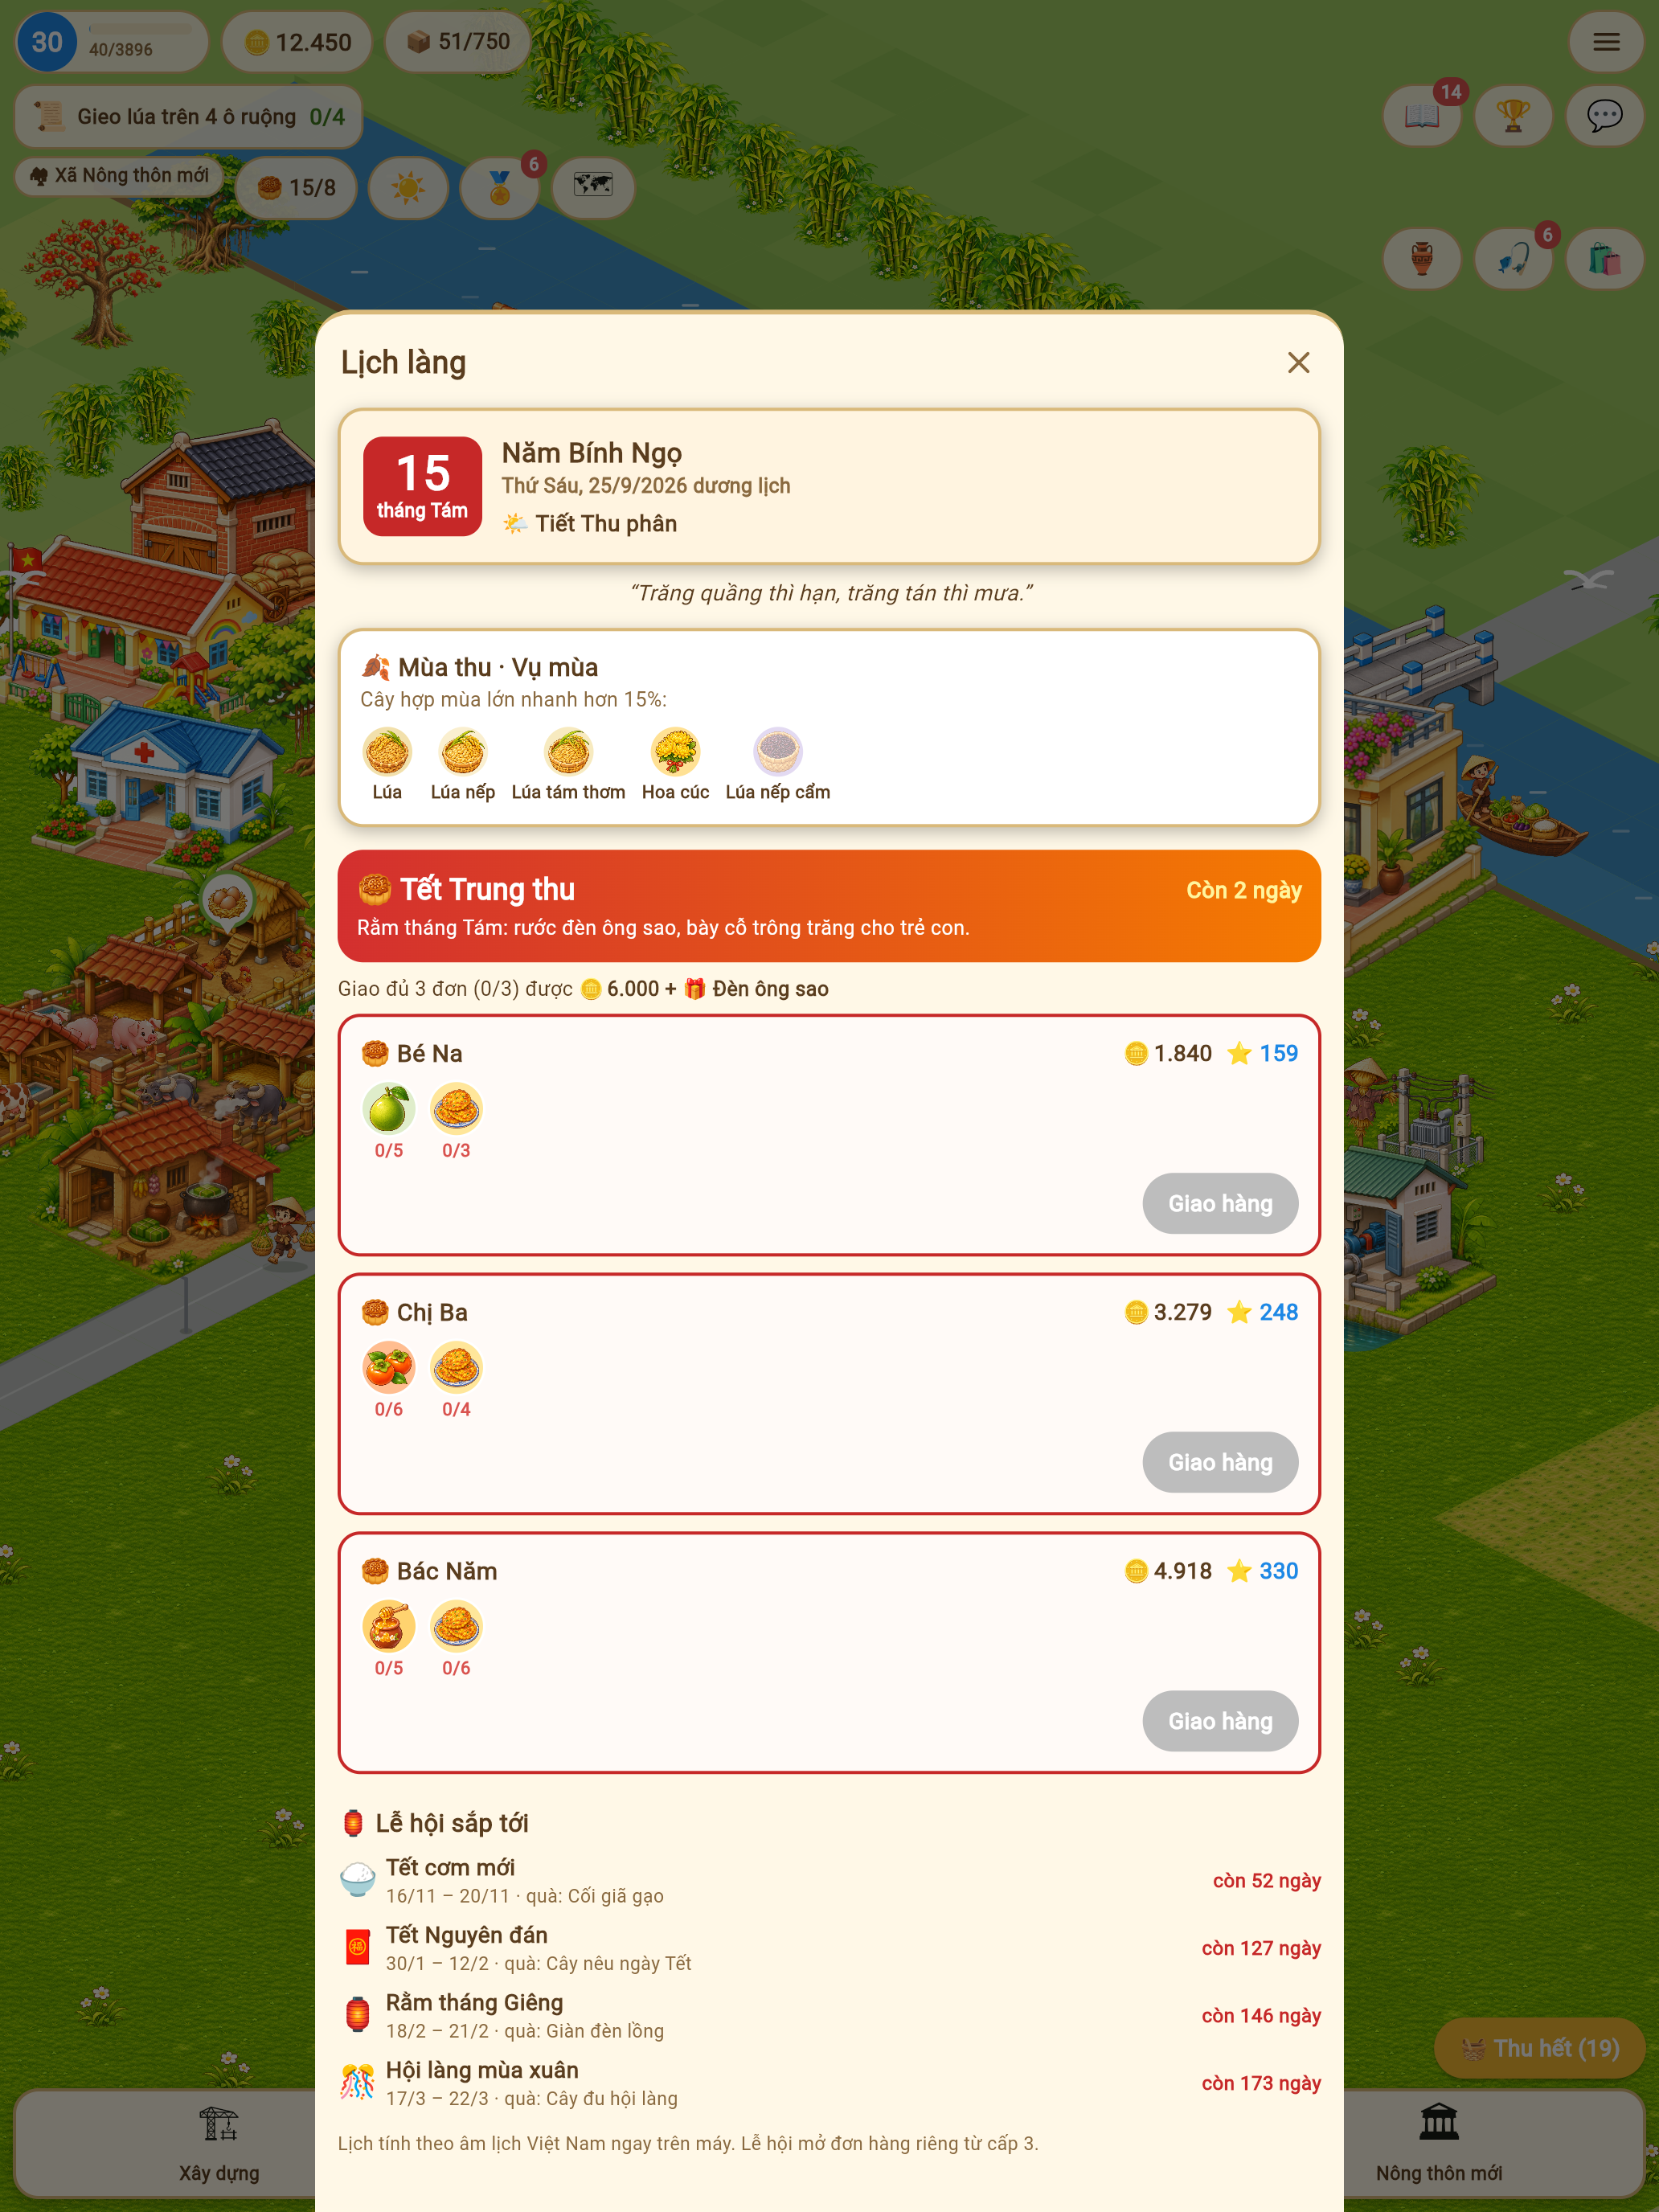 30
40/3896
12.450
51/750
Gieo lúa trên 4 ô ruộng 0/4
14
Xã Nông thôn mới
15/8
6
6
Lịch làng
15
tháng Tám
Năm Bính Ngọ
Thứ Sáu, 25/9/2026 dương lịch
Tiết Thu phân
“Trăng quầng thì hạn, trăng tán thì mưa.”
Mùa thu · Vụ mùa
Cây hợp mùa lớn nhanh hơn 15%:
Lúa
Lúa nếp
Lúa tám thơm
Hoa cúc
Lúa nếp cẩm
Tết Trung thu
Còn 2 ngày
Rằm tháng Tám: rước đèn ông sao, bày cỗ trông trăng cho trẻ con.
Giao đủ 3 đơn (0/3) được 6.000 + Đèn ông sao
Bé Na
1.840 159
0/5 0/3
Giao hàng
Chị Ba
3.279 248
0/6 0/4
Giao hàng
Bác Năm
4.918 330
0/5 0/6
Giao hàng
Lễ hội sắp tới
Tết cơm mới
16/11 – 20/11 · quà: Cối giã gạo
còn 52 ngày
Tết Nguyên đán
30/1 – 12/2 · quà: Cây nêu ngày Tết
còn 127 ngày
Rằm tháng Giêng
18/2 – 21/2 · quà: Giàn đèn lồng
còn 146 ngày
Hội làng mùa xuân
17/3 – 22/3 · quà: Cây đu hội làng
còn 173 ngày
Lịch tính theo âm lịch Việt Nam ngay trên máy. Lễ hội mở đơn hàng riêng từ cấp 3.
Thu hết (19)
Xây dựng
Nông thôn mới